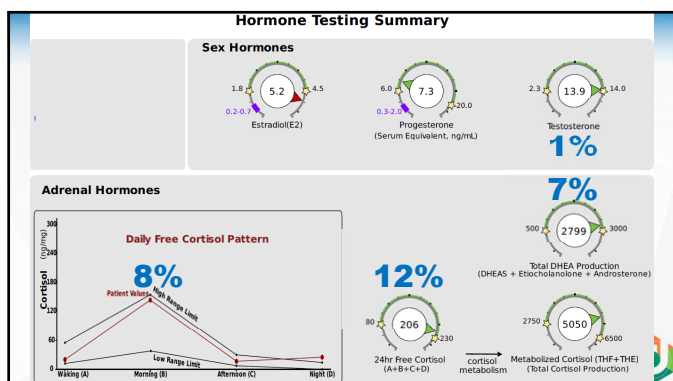 Hormone Testing Summary
Sex Hormones
1.8 5.2 4.5
0.2-0.7
Estradiol(E2)
6.0 7.3 20.0
0.3-2.0
Progesterone
(Serum Equivalent, ng/mL)
2.3 13.9 14.0
Testosterone
1%
Adrenal Hormones
7%
500 2799 3000
Total DHEA Production
(DHEAS + Etiocholanolone + Androsterone)
Daily Free Cortisol Pattern
Cortisol (ng/mg)
300
240
180
120
60
0
8%
Patient Values
High Range Limit
Low Range Limit
Waking (A) Morning (B) Afternoon (C) Night (D)
12%
80 206 230
24hr Free Cortisol
(A+B+C+D)
cortisol
metabolism
2750 5050 6500
Metabolized Cortisol (THF+THE)
(Total Cortisol Production)